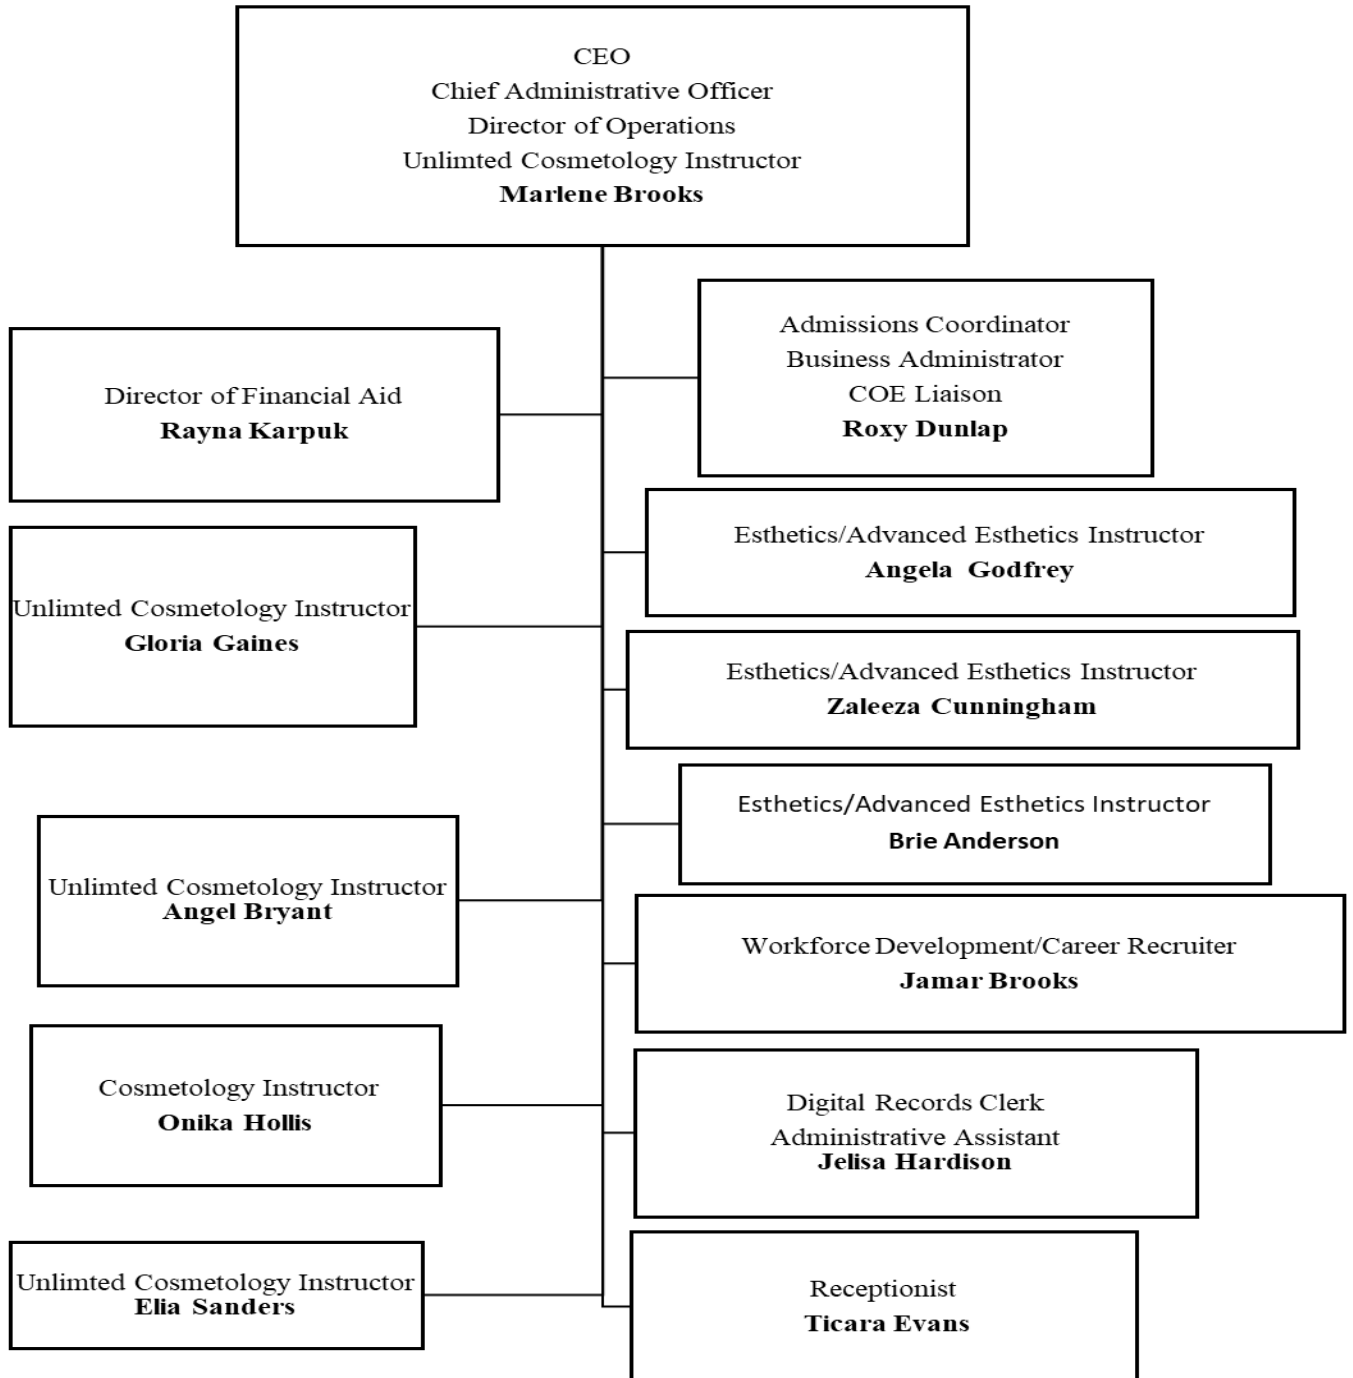 CEO
Chief Administrative Officer
Director of Operations
Unlimted Cosmetology Instructor
Marlene Brooks
Admissions Coordinator
Business Administrator
COE Liaison
Roxy Dunlap
Director of Financial Aid
Rayna Karpuk
Esthetics/Advanced Esthetics Instructor
Angela Godfrey
Unlimted Cosmetology Instructor
Gloria Gaines
Esthetics/Advanced Esthetics Instructor
Zaleeza Cunningham
Esthetics/Advanced Esthetics Instructor
Brie Anderson
Unlimted Cosmetology Instructor
Angel Bryant
Workforce Development/Career Recruiter
Jamar Brooks
Cosmetology Instructor
Onika Hollis
Digital Records Clerk
Administrative Assistant
Jelisa Hardison
Unlimted Cosmetology Instructor
Elia Sanders
Receptionist
Ticara Evans